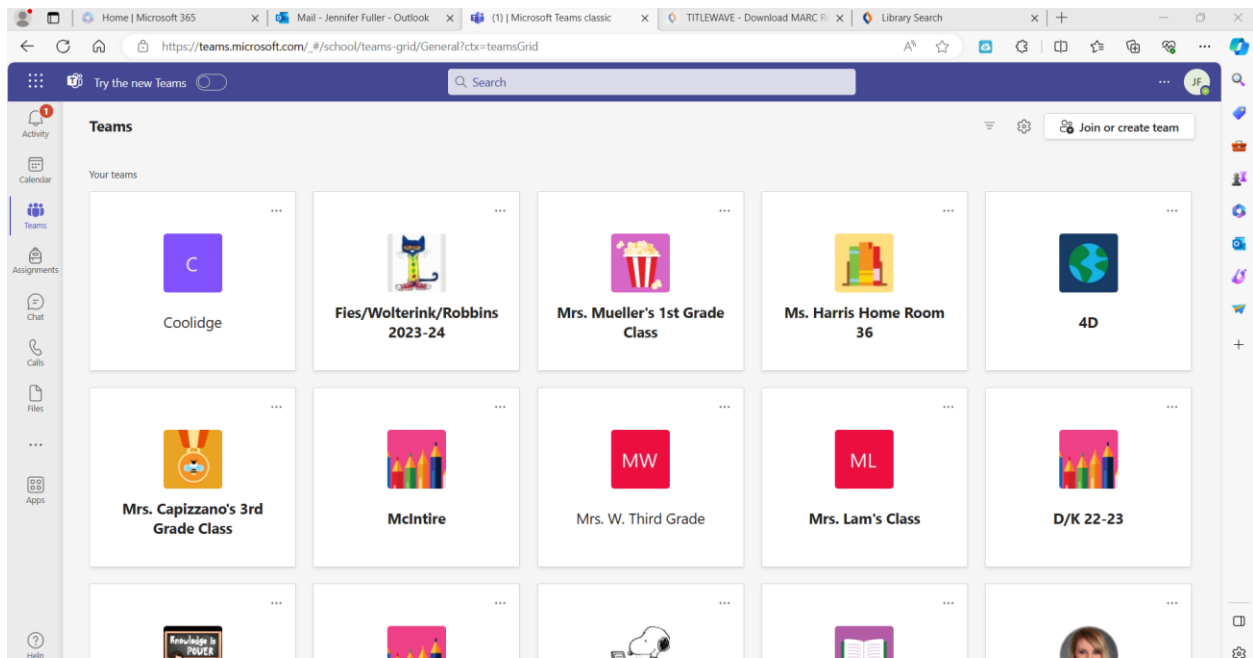 Home | Microsoft 365
Mail - Jennifer Fuller - Outlook
(1) | Microsoft Teams classic
TITLEWAVE - Download MARC R
Library Search
https://teams.microsoft.com/_#/school/teams-grid/General?ctx=teamsGrid
Try the new Teams
Search
JF
1
Activity
Calendar
Teams
Assignments
Chat
Calls
Files
Apps
Help
Teams
Join or create team
Your teams
C
Coolidge
Fies/Wolterink/Robbins
2023-24
Mrs. Mueller's 1st Grade
Class
Ms. Harris Home Room
36
4D
Mrs. Capizzano's 3rd
Grade Class
McIntire
MW
Mrs. W. Third Grade
ML
Mrs. Lam's Class
D/K 22-23
Knowledge is
POWER